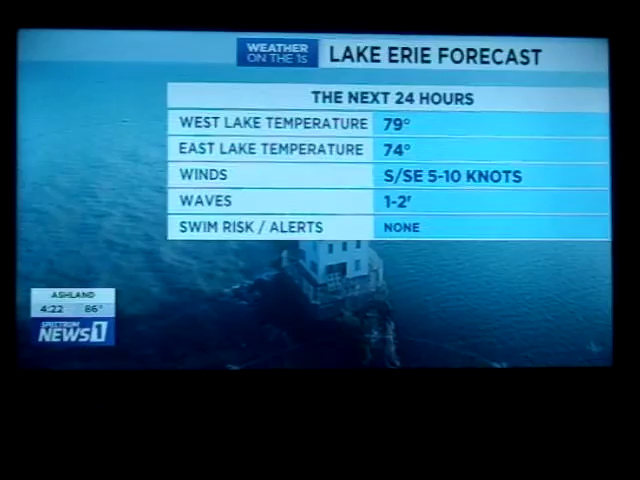 WEATHER
ON THE 1s
LAKE ERIE FORECAST
THE NEXT 24 HOURS
WEST LAKE TEMPERATURE 79°
EAST LAKE TEMPERATURE 74°
WINDS S/SE 5-10 KNOTS
WAVES 1-2'
SWIM RISK / ALERTS NONE
ASHLAND
4:22 86°
SPECTRUM
NEWS 1